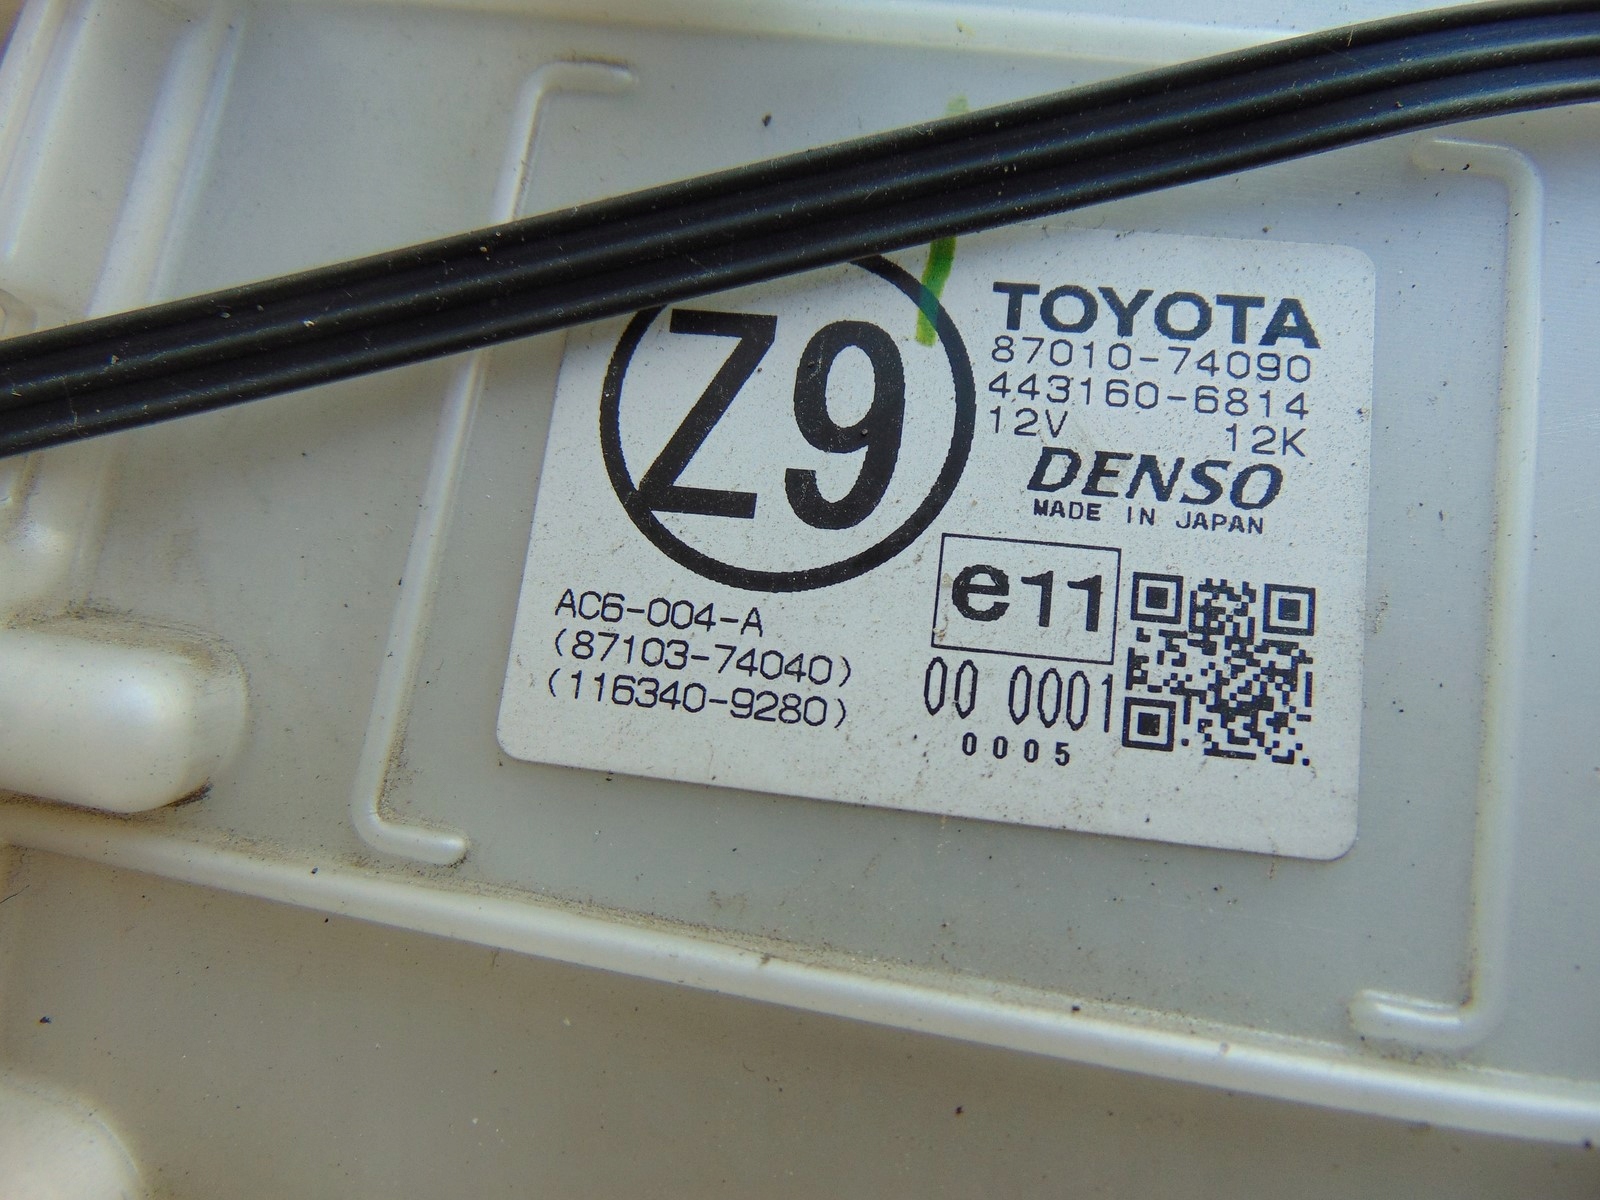 Z9
TOYOTA
87010-74090
443160-6814
12V 12K
DENSO
MADE IN JAPAN
e11
00 0001
0005
AC6-004-A
(87103-74040)
(116340-9280)